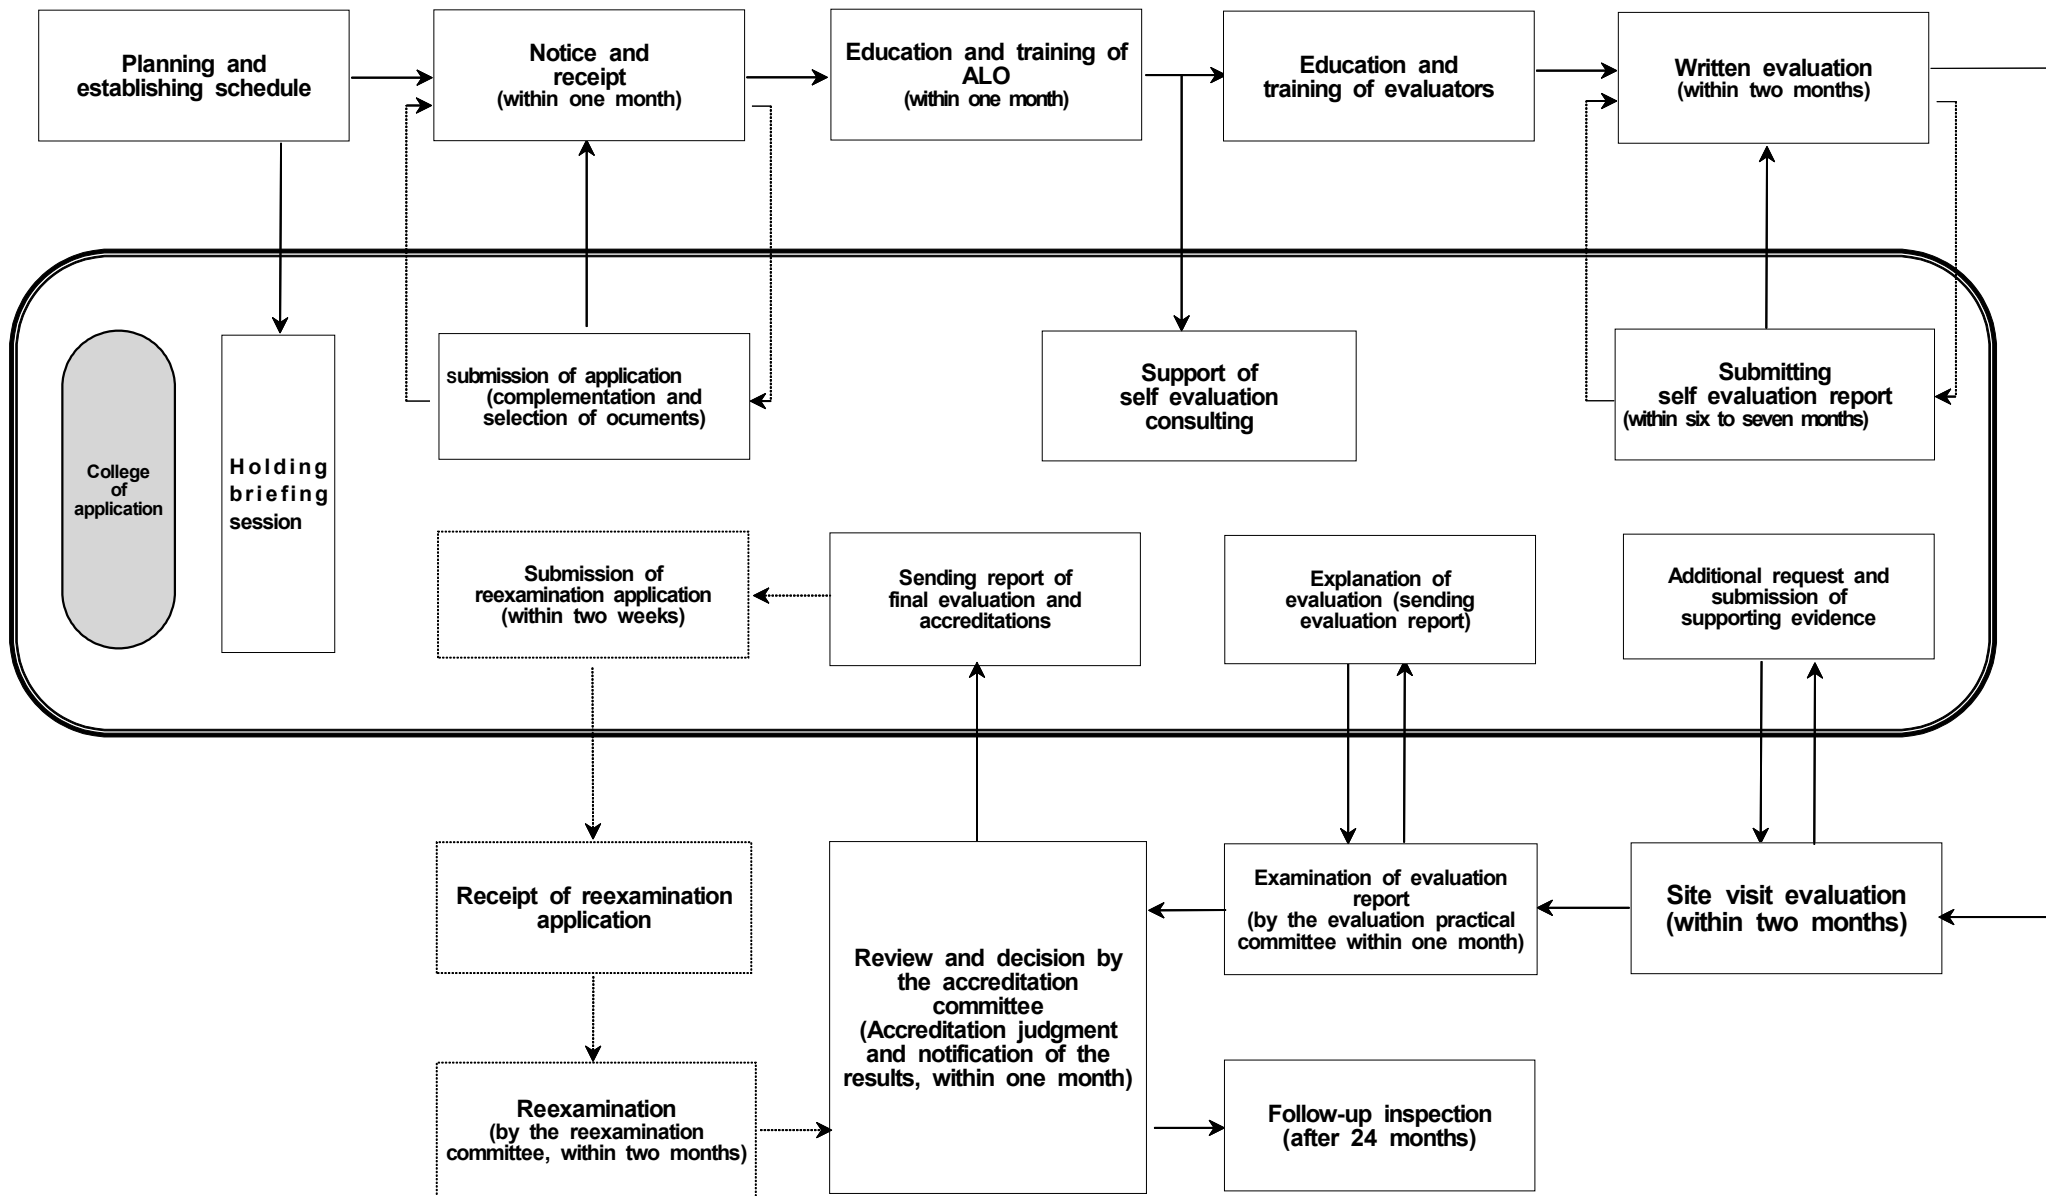 Planning and
establishing schedule
Notice and
receipt
(within one month)
Education and training of
ALO
(within one month)
Education and
training of evaluators
Written evaluation
(within two months)
College
of
application
Holding
briefing
session
submission of application
(complementation and
selection of ocuments)
Support of
self evaluation
consulting
Submitting
self evaluation report
(within six to seven months)
Submission of
reexamination application
(within two weeks)
Sending report of
final evaluation and
accreditations
Explanation of
evaluation (sending
evaluation report)
Additional request and
submission of
supporting evidence
Receipt of reexamination
application
Review and decision by
the accreditation
committee
(Accreditation judgment
and notification of the
results, within one month)
Examination of evaluation
report
(by the evaluation practical
committee within one month)
Site visit evaluation
(within two months)
Reexamination
(by the reexamination
committee, within two months)
Follow-up inspection
(after 24 months)